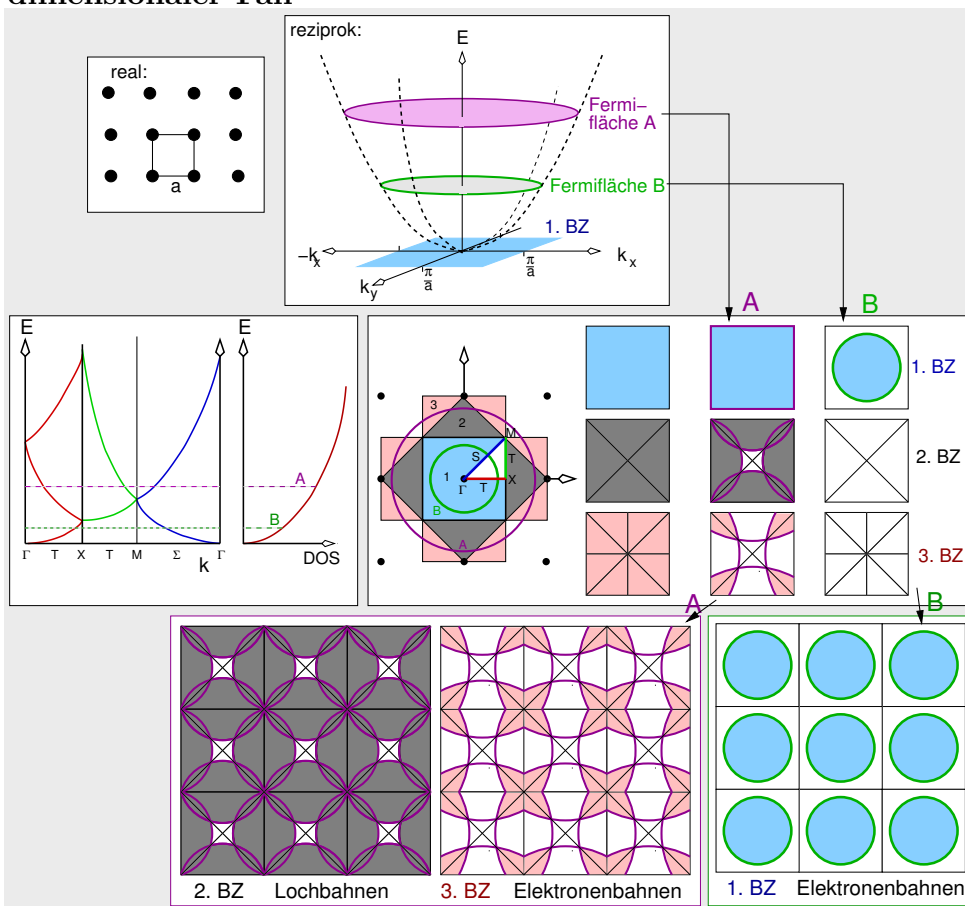 dimensionaler Fall
reziprok:
real:
a
E
Fermi–
fläche A
Fermifläche B
1. BZ
–k
x
k x
k y
π
a
π
a
A
B
E
E
A
B
Γ T X T M Σ Γ
k
DOS
3
2
M
S
T
1
Γ
T
X
B
A
1. BZ
2. BZ
3. BZ
A
B
2. BZ Lochbahnen
3. BZ Elektronenbahnen
1. BZ Elektronenbahnen